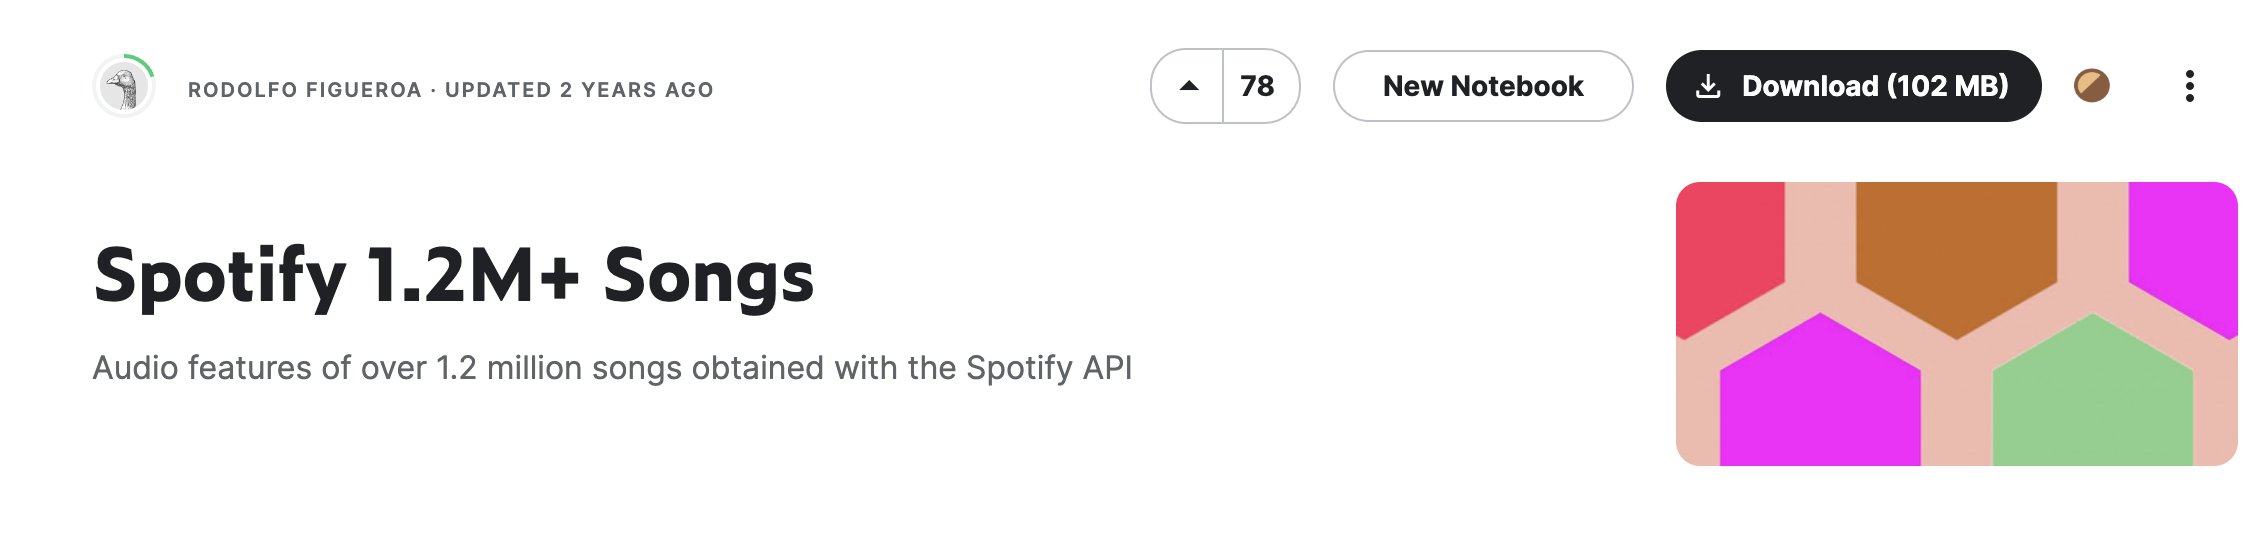 RODOLFO FIGUEROA · UPDATED 2 YEARS AGO
78
New Notebook
Download (102 MB)
Spotify 1.2M+ Songs
Audio features of over 1.2 million songs obtained with the Spotify API